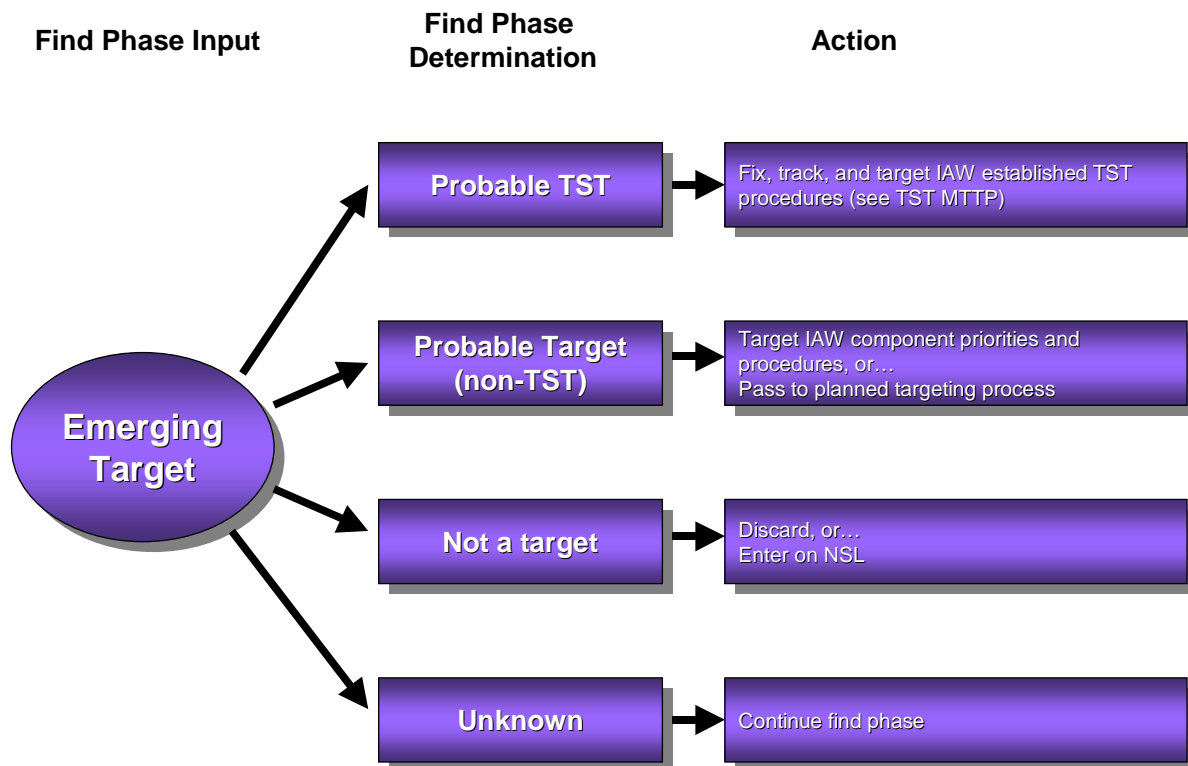 Find Phase Input
Find Phase
Determination
Action
Emerging
Target
Probable TST
Fix, track, and target IAW established TST
procedures (see TST MTTP)
Probable Target
(non-TST)
Target IAW component priorities and
procedures, or…
Pass to planned targeting process
Not a target
Discard, or…
Enter on NSL
Unknown
Continue find phase